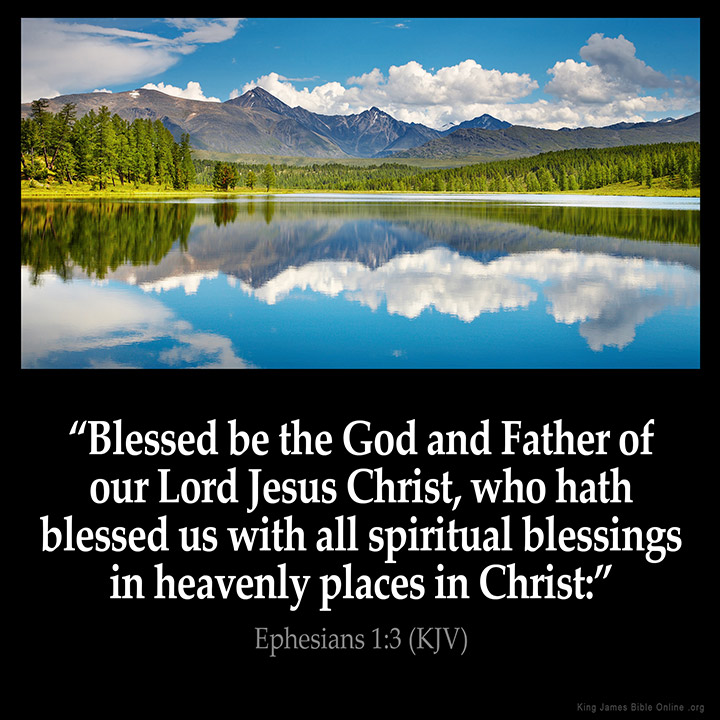 “Blessed be the God and Father of
our Lord Jesus Christ, who hath
blessed us with all spiritual blessings
in heavenly places in Christ:”
Ephesians 1:3 (KJV)
King James Bible Online .org